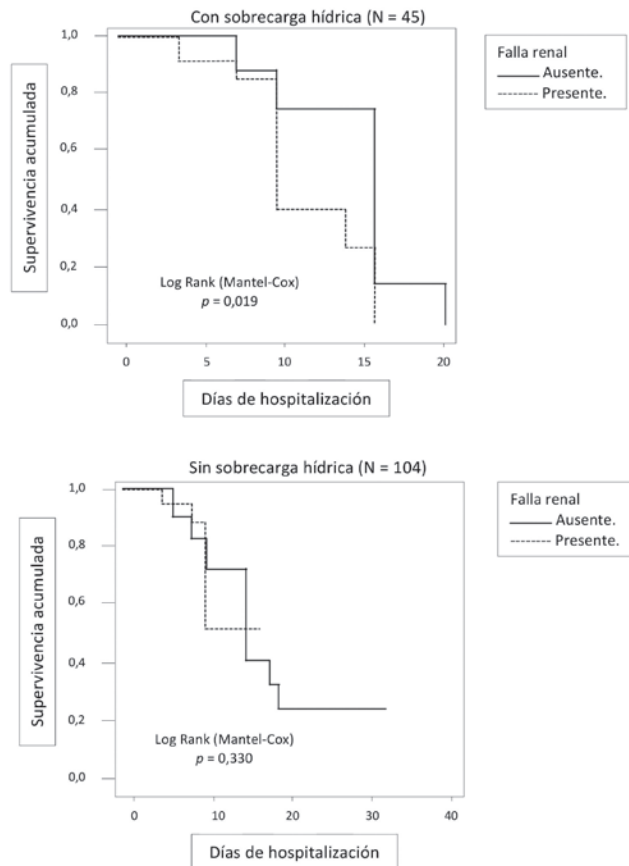 Con sobrecarga hídrica (N = 45)
Supervivencia acumulada
1,0
0,8
0,6
0,4
0,2
0,0
Log Rank (Mantel-Cox)
p = 0,019
0 5 10 15 20
Días de hospitalización
Falla renal
Ausente.
Presente.
Sin sobrecarga hídrica (N = 104)
Supervivencia acumulada
1,0
0,8
0,6
0,4
0,2
0,0
Log Rank (Mantel-Cox)
p = 0,330
0 10 20 30 40
Días de hospitalización
Falla renal
Ausente.
Presente.